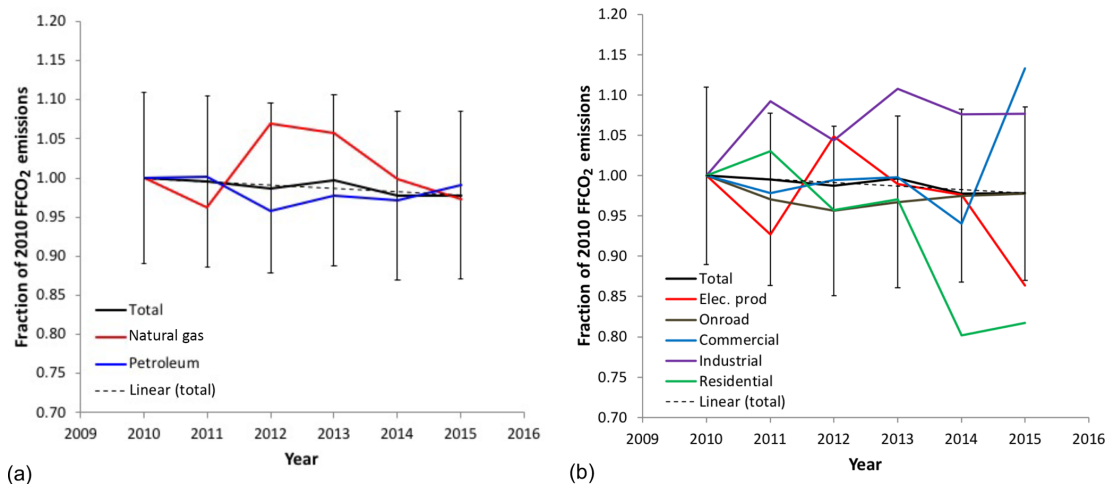 1.20
1.15
1.10
1.05
1.00
0.95
0.90
0.85
0.80
0.75
0.70
Fraction of 2010 FFCO2 emissions
Total
Natural gas
Petroleum
Linear (total)
2009 2010 2011 2012 2013 2014 2015 2016
Year
(a)
1.20
1.15
1.10
1.05
1.00
0.95
0.90
0.85
0.80
0.75
0.70
Fraction of 2010 FFCO2 emissions
Total
Elec. prod
Onroad
Commercial
Industrial
Residential
Linear (total)
2009 2010 2011 2012 2013 2014 2015 2016
Year
(b)